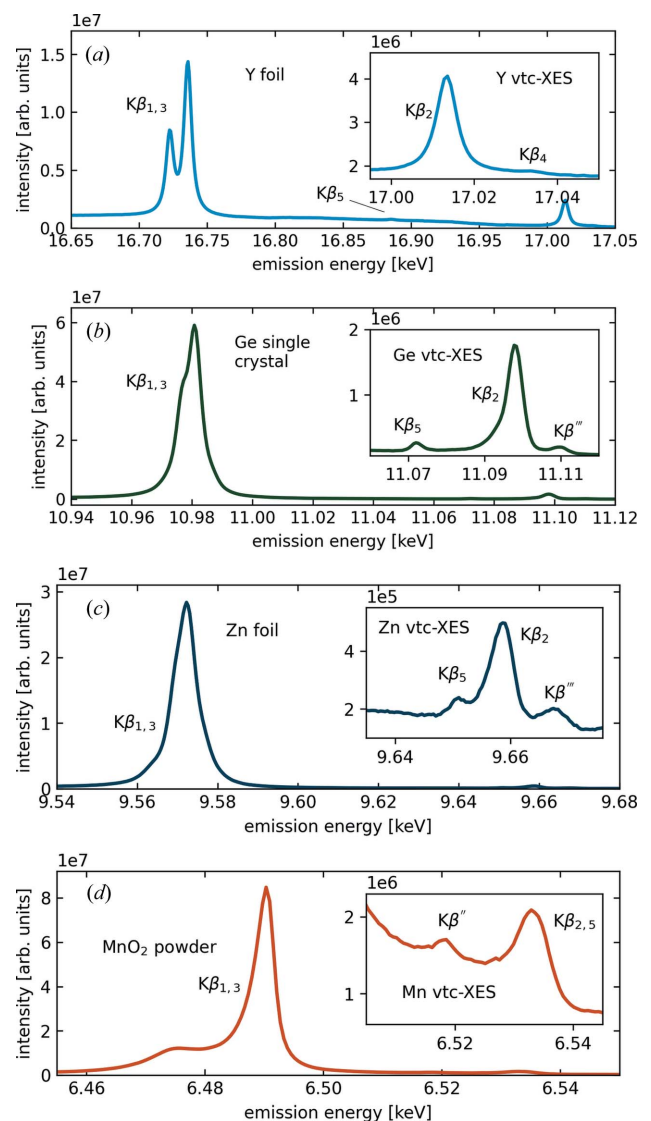 1e7
(a)
Y foil
Kβ1,3
Kβ5
1e6
Y vtc-XES
Kβ2
Kβ4
4
3
2
17.00 17.02 17.04
1.5
1.0
0.5
0.0
16.65 16.70 16.75 16.80 16.85 16.90 16.95 17.00 17.05
intensity [arb. units]
emission energy [keV]
1e7
(b)
Ge single
crystal
Kβ1,3
1e6
Ge vtc-XES
Kβ5
Kβ2
Kβ‴
2
1
11.07 11.09 11.11
6
4
2
0
10.94 10.96 10.98 11.00 11.02 11.04 11.06 11.08 11.10 11.12
intensity [arb. units]
emission energy [keV]
1e7
(c)
Zn foil
Kβ1,3
1e5
Zn vtc-XES
Kβ2
Kβ5
Kβ‴
4
2
9.64 9.66
3
2
1
0
9.54 9.56 9.58 9.60 9.62 9.64 9.66 9.68
intensity [arb. units]
emission energy [keV]
1e7
(d)
MnO2 powder
Kβ1,3
1e6
Kβ″
Kβ2,5
Mn vtc-XES
2
1
6.52 6.54
8
6
4
2
0
6.46 6.48 6.50 6.52 6.54
intensity [arb. units]
emission energy [keV]